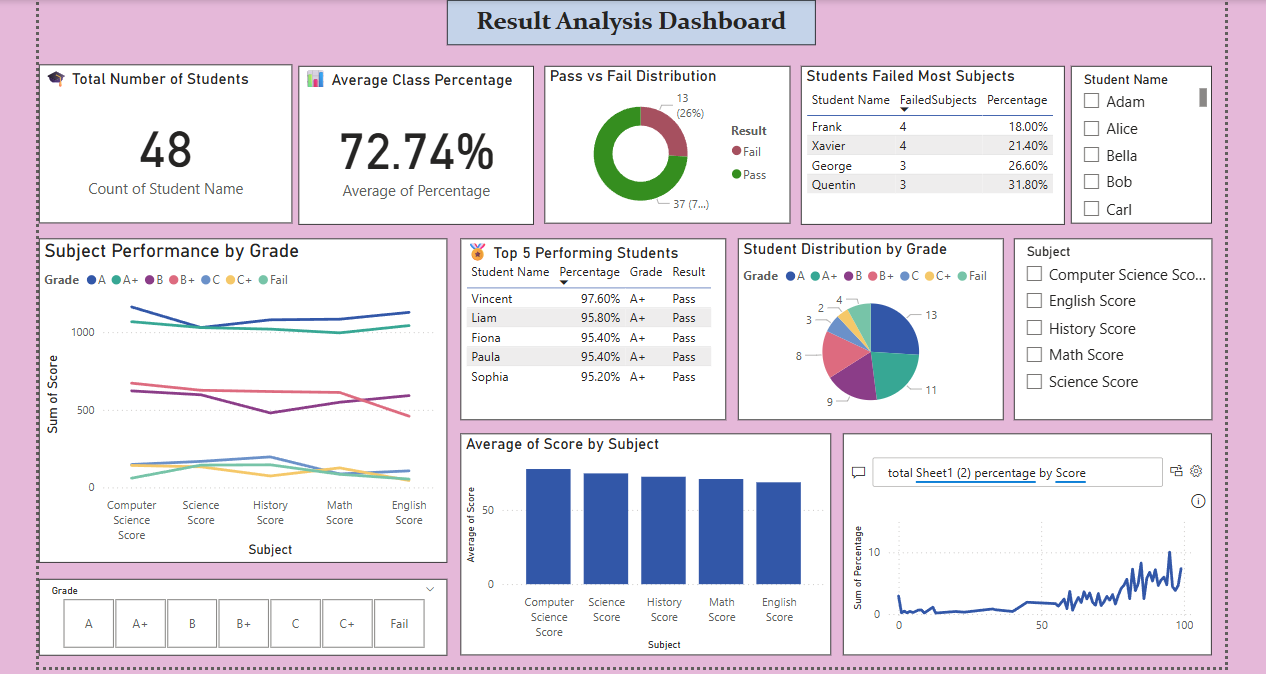 Result Analysis Dashboard
Total Number of Students
48
Count of Student Name
Average Class Percentage
72.74%
Average of Percentage
Pass vs Fail Distribution
13
(26%)
37 (7...)
Result
Fail
Pass
Students Failed Most Subjects
Student Name FailedSubjects Percentage
Frank 4 18.00%
Xavier 4 21.40%
George 3 26.60%
Quentin 3 31.80%
Student Name
Adam
Alice
Bella
Bob
Carl
Subject Performance by Grade
Grade A A+ B B+ C C+ Fail
Sum of Score
1000
500
0
Computer Science Score
Science Score
History Score
Math Score
English Score
Subject
Top 5 Performing Students
Student Name Percentage Grade Result
Vincent 97.60% A+ Pass
Liam 95.80% A+ Pass
Fiona 95.40% A+ Pass
Paula 95.40% A+ Pass
Sophia 95.20% A+ Pass
Student Distribution by Grade
Grade A A+ B B+ C C+ Fail
13
11
9
8
3
2
4
Subject
Computer Science Sco...
English Score
History Score
Math Score
Science Score
Average of Score by Subject
Average of Score
50
0
Computer Science Score
Science Score
History Score
Math Score
English Score
Subject
total Sheet1 (2) percentage by Score
Sum of Percentage
10
0
0 50 100
Grade
A A+ B B+ C C+ Fail